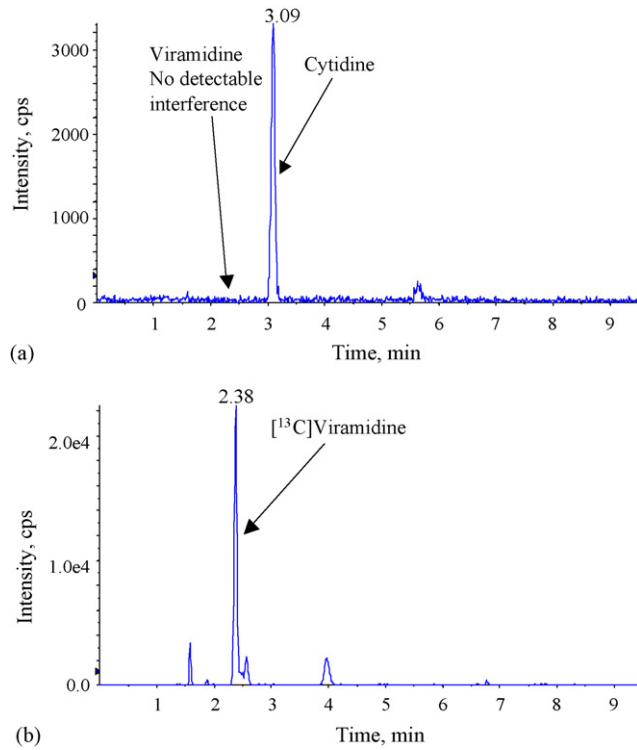 3.09
Viramidine
No detectable
interference
Cytidine
Intensity, cps
3000
2000
1000
0
1 2 3 4 5 6 7 8 9
Time, min
(a)
2.38
[¹³C]Viramidine
Intensity, cps
2.0e4
1.0e4
0.0
1 2 3 4 5 6 7 8 9
Time, min
(b)